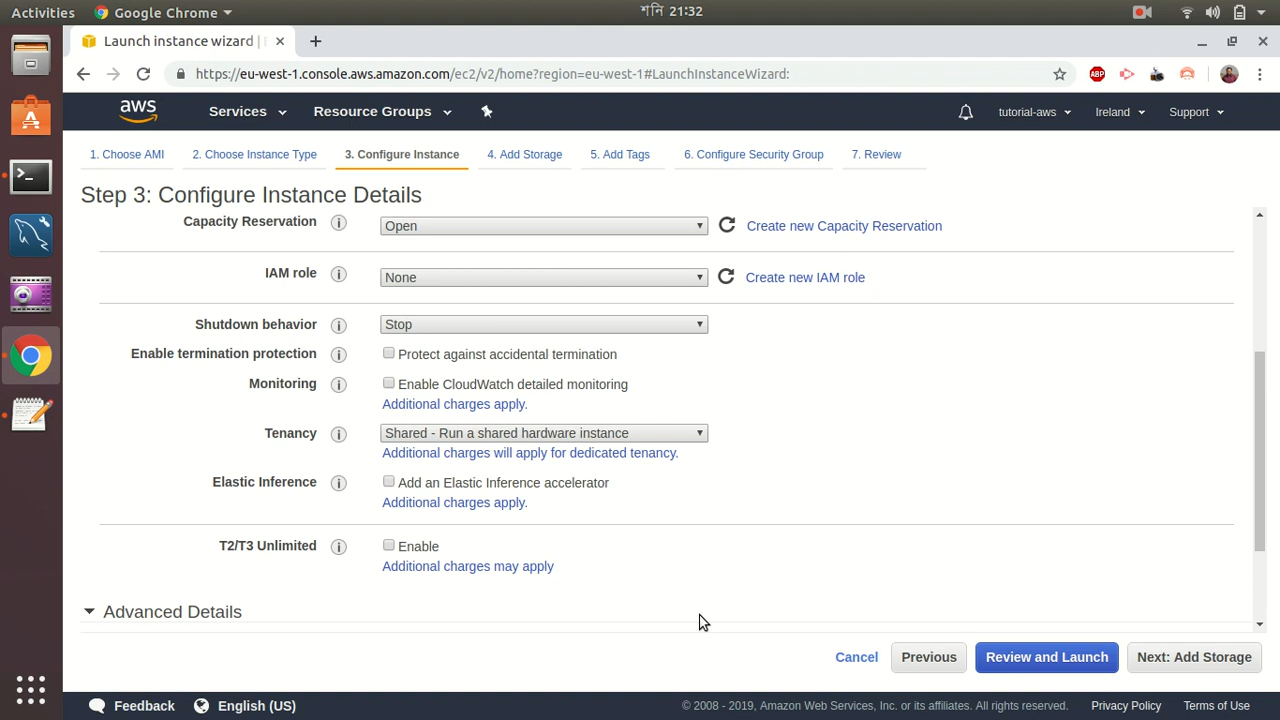 Activities
Google Chrome
শনি 21:32
Launch instance wizard |
https://eu-west-1.console.aws.amazon.com/ec2/v2/home?region=eu-west-1#LaunchInstanceWizard:
ABP
aws
Services
Resource Groups
tutorial-aws
Ireland
Support
1. Choose AMI
2. Choose Instance Type
3. Configure Instance
4. Add Storage
5. Add Tags
6. Configure Security Group
7. Review
Step 3: Configure Instance Details
Capacity Reservation
Open
Create new Capacity Reservation
IAM role
None
Create new IAM role
Shutdown behavior
Stop
Enable termination protection
Protect against accidental termination
Monitoring
Enable CloudWatch detailed monitoring
Additional charges apply.
Tenancy
Shared - Run a shared hardware instance
Additional charges will apply for dedicated tenancy.
Elastic Inference
Add an Elastic Inference accelerator
Additional charges apply.
T2/T3 Unlimited
Enable
Additional charges may apply
Advanced Details
Cancel
Previous
Review and Launch
Next: Add Storage
Feedback
English (US)
© 2008 - 2019, Amazon Web Services, Inc. or its affiliates. All rights reserved.
Privacy Policy
Terms of Use